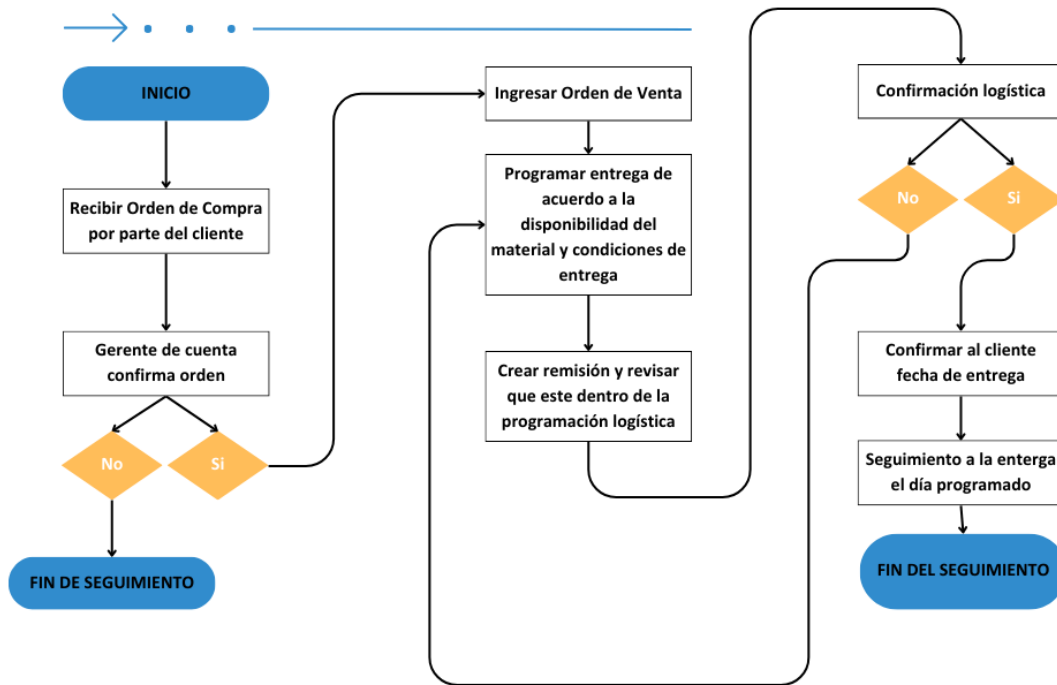 INICIO
Recibir Orden de Compra
por parte del cliente
Gerente de cuenta
confirma orden
No
Si
FIN DE SEGUIMIENTO
Ingresar Orden de Venta
Programar entrega de
acuerdo a la
disponibilidad del
material y condiciones de
entrega
Crear remisión y revisar
que este dentro de la
programación logística
Confirmación logística
No
Si
Confirmar al cliente
fecha de entrega
Seguimiento a la enterga
el día programado
FIN DEL SEGUIMIENTO